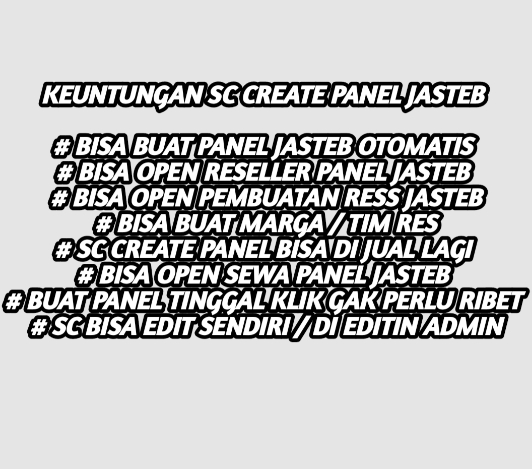 KEUNTUNGAN SC CREATE PANEL JASTEB
# BISA BUAT PANEL JASTEB OTOMATIS
# BISA OPEN RESELLER PANEL JASTEB
# BISA OPEN PEMBUATAN RESS JASTEB
# BISA BUAT MARGA / TIM RES
# SC CREATE PANEL BISA DI JUAL LAGI
# BISA OPEN SEWA PANEL JASTEB
# BUAT PANEL TINGGAL KLIK GAK PERLU RIBET
# SC BISA EDIT SENDIRI / DI EDITIN ADMIN